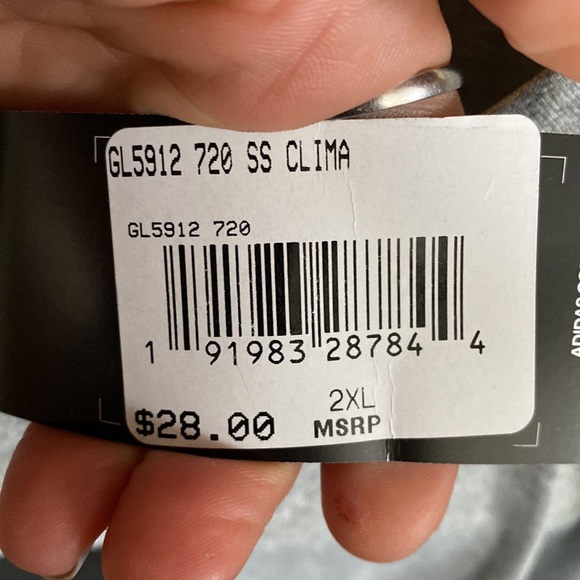 GL5912 720 SS CLIMA
GL5912 720
1 91983 28784 4
2XL
$28.00 MSRP